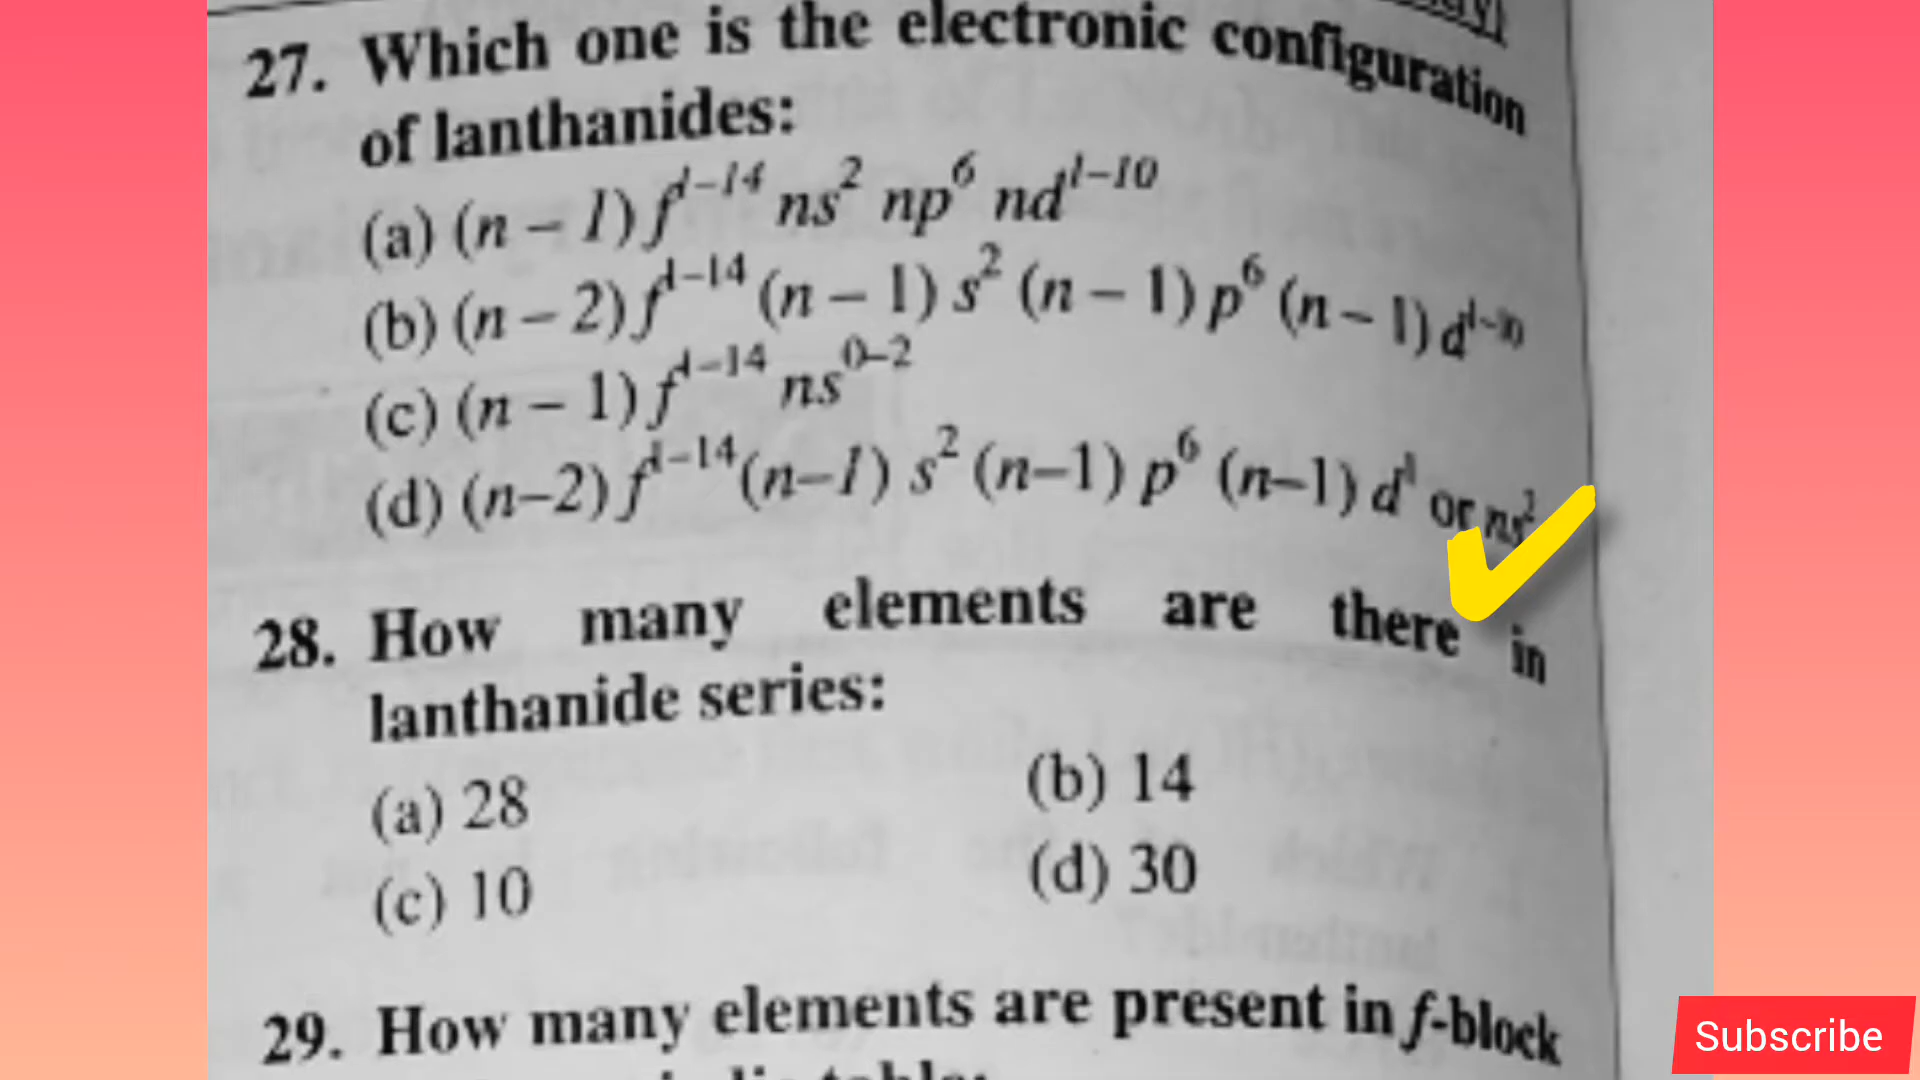 27. Which one is the electronic configuration
of lanthanides:
(a) (n – 1) f¹⁻¹⁴ ns² np⁶ nd¹⁻¹⁰
(b) (n – 2) f¹⁻¹⁴ (n – 1) s² (n – 1) p⁶ (n – 1) d¹⁻¹⁰
(c) (n – 1) f¹⁻¹⁴ ns⁰⁻²
(d) (n–2) f¹⁻¹⁴ (n–1) s² (n–1) p⁶ (n–1) d¹ or ns²
28. How many elements are there in
lanthanide series:
(a) 28 (b) 14
(c) 10 (d) 30
29. How many elements are present in f-block
Subscribe